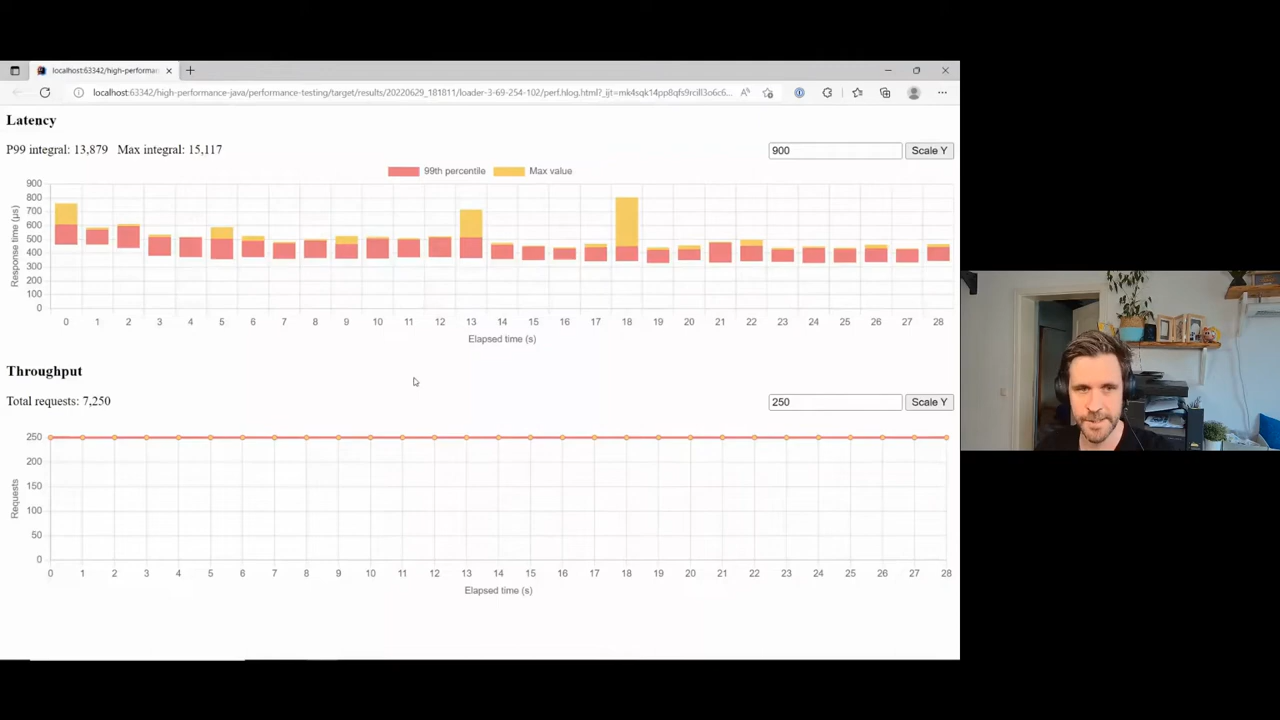 localhost:63342/high-performan
localhost:63342/high-performance-java/performance-testing/target/results/20220629_181811/loader-3-69-254-102/perf.hlog.html?_ijt=mk4sqk14pp8qfs9rcill3o6c6...
Latency
P99 integral: 13,879 Max integral: 15,117
900 Scale Y
99th percentile Max value
900
800
700
600
500
400
300
200
100
0
Response time (µs)
0 1 2 3 4 5 6 7 8 9 10 11 12 13 14 15 16 17 18 19 20 21 22 23 24 25 26 27 28
Elapsed time (s)
Throughput
Total requests: 7,250
250 Scale Y
250
200
150
100
50
0
Requests
0 1 2 3 4 5 6 7 8 9 10 11 12 13 14 15 16 17 18 19 20 21 22 23 24 25 26 27 28
Elapsed time (s)